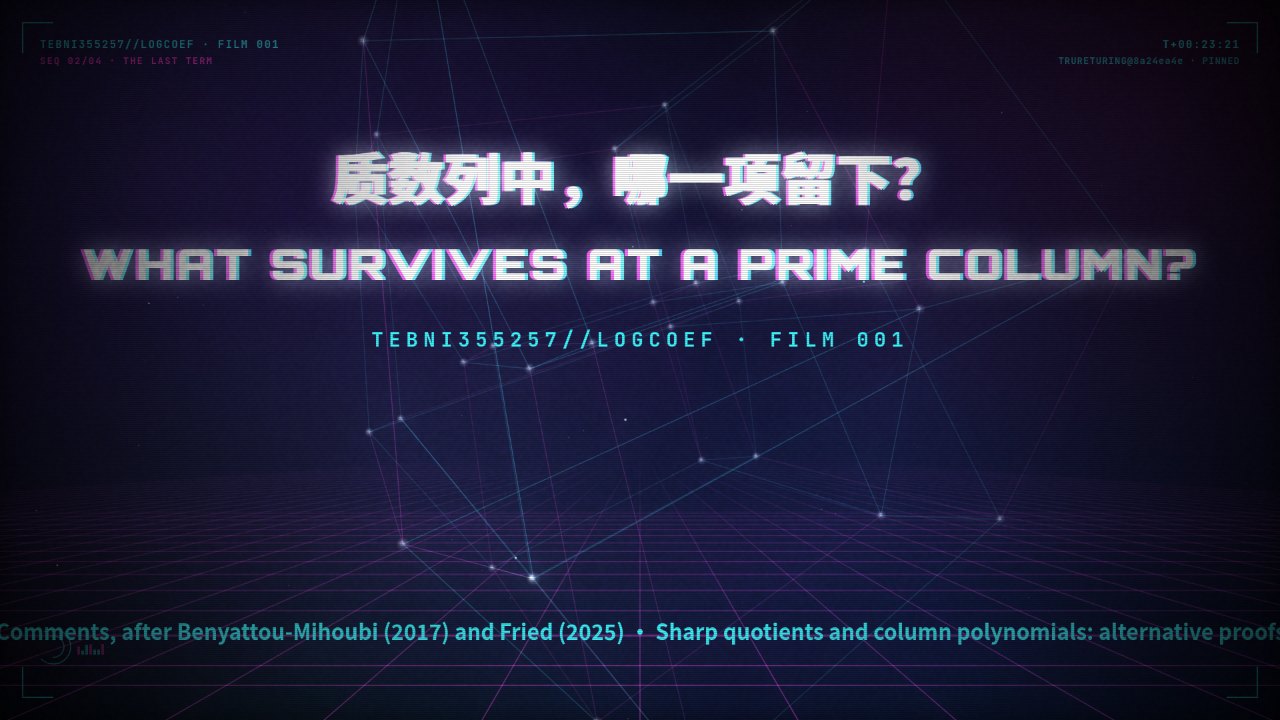 TEBNI355257//LOGCOEF · FILM 001
T+00:23:21
SEQ 02/04 · THE LAST TERM
TRURETURING@8a24ea4e · PINNED
质数列中，哪一项留下？
WHAT SURVIVES AT A PRIME COLUMN?
TEBNI355257//LOGCOEF · FILM 001
Comments, after Benyattou-Mihoubi (2017) and Fried (2025) • Sharp quotients and column polynomials: alternative proofs